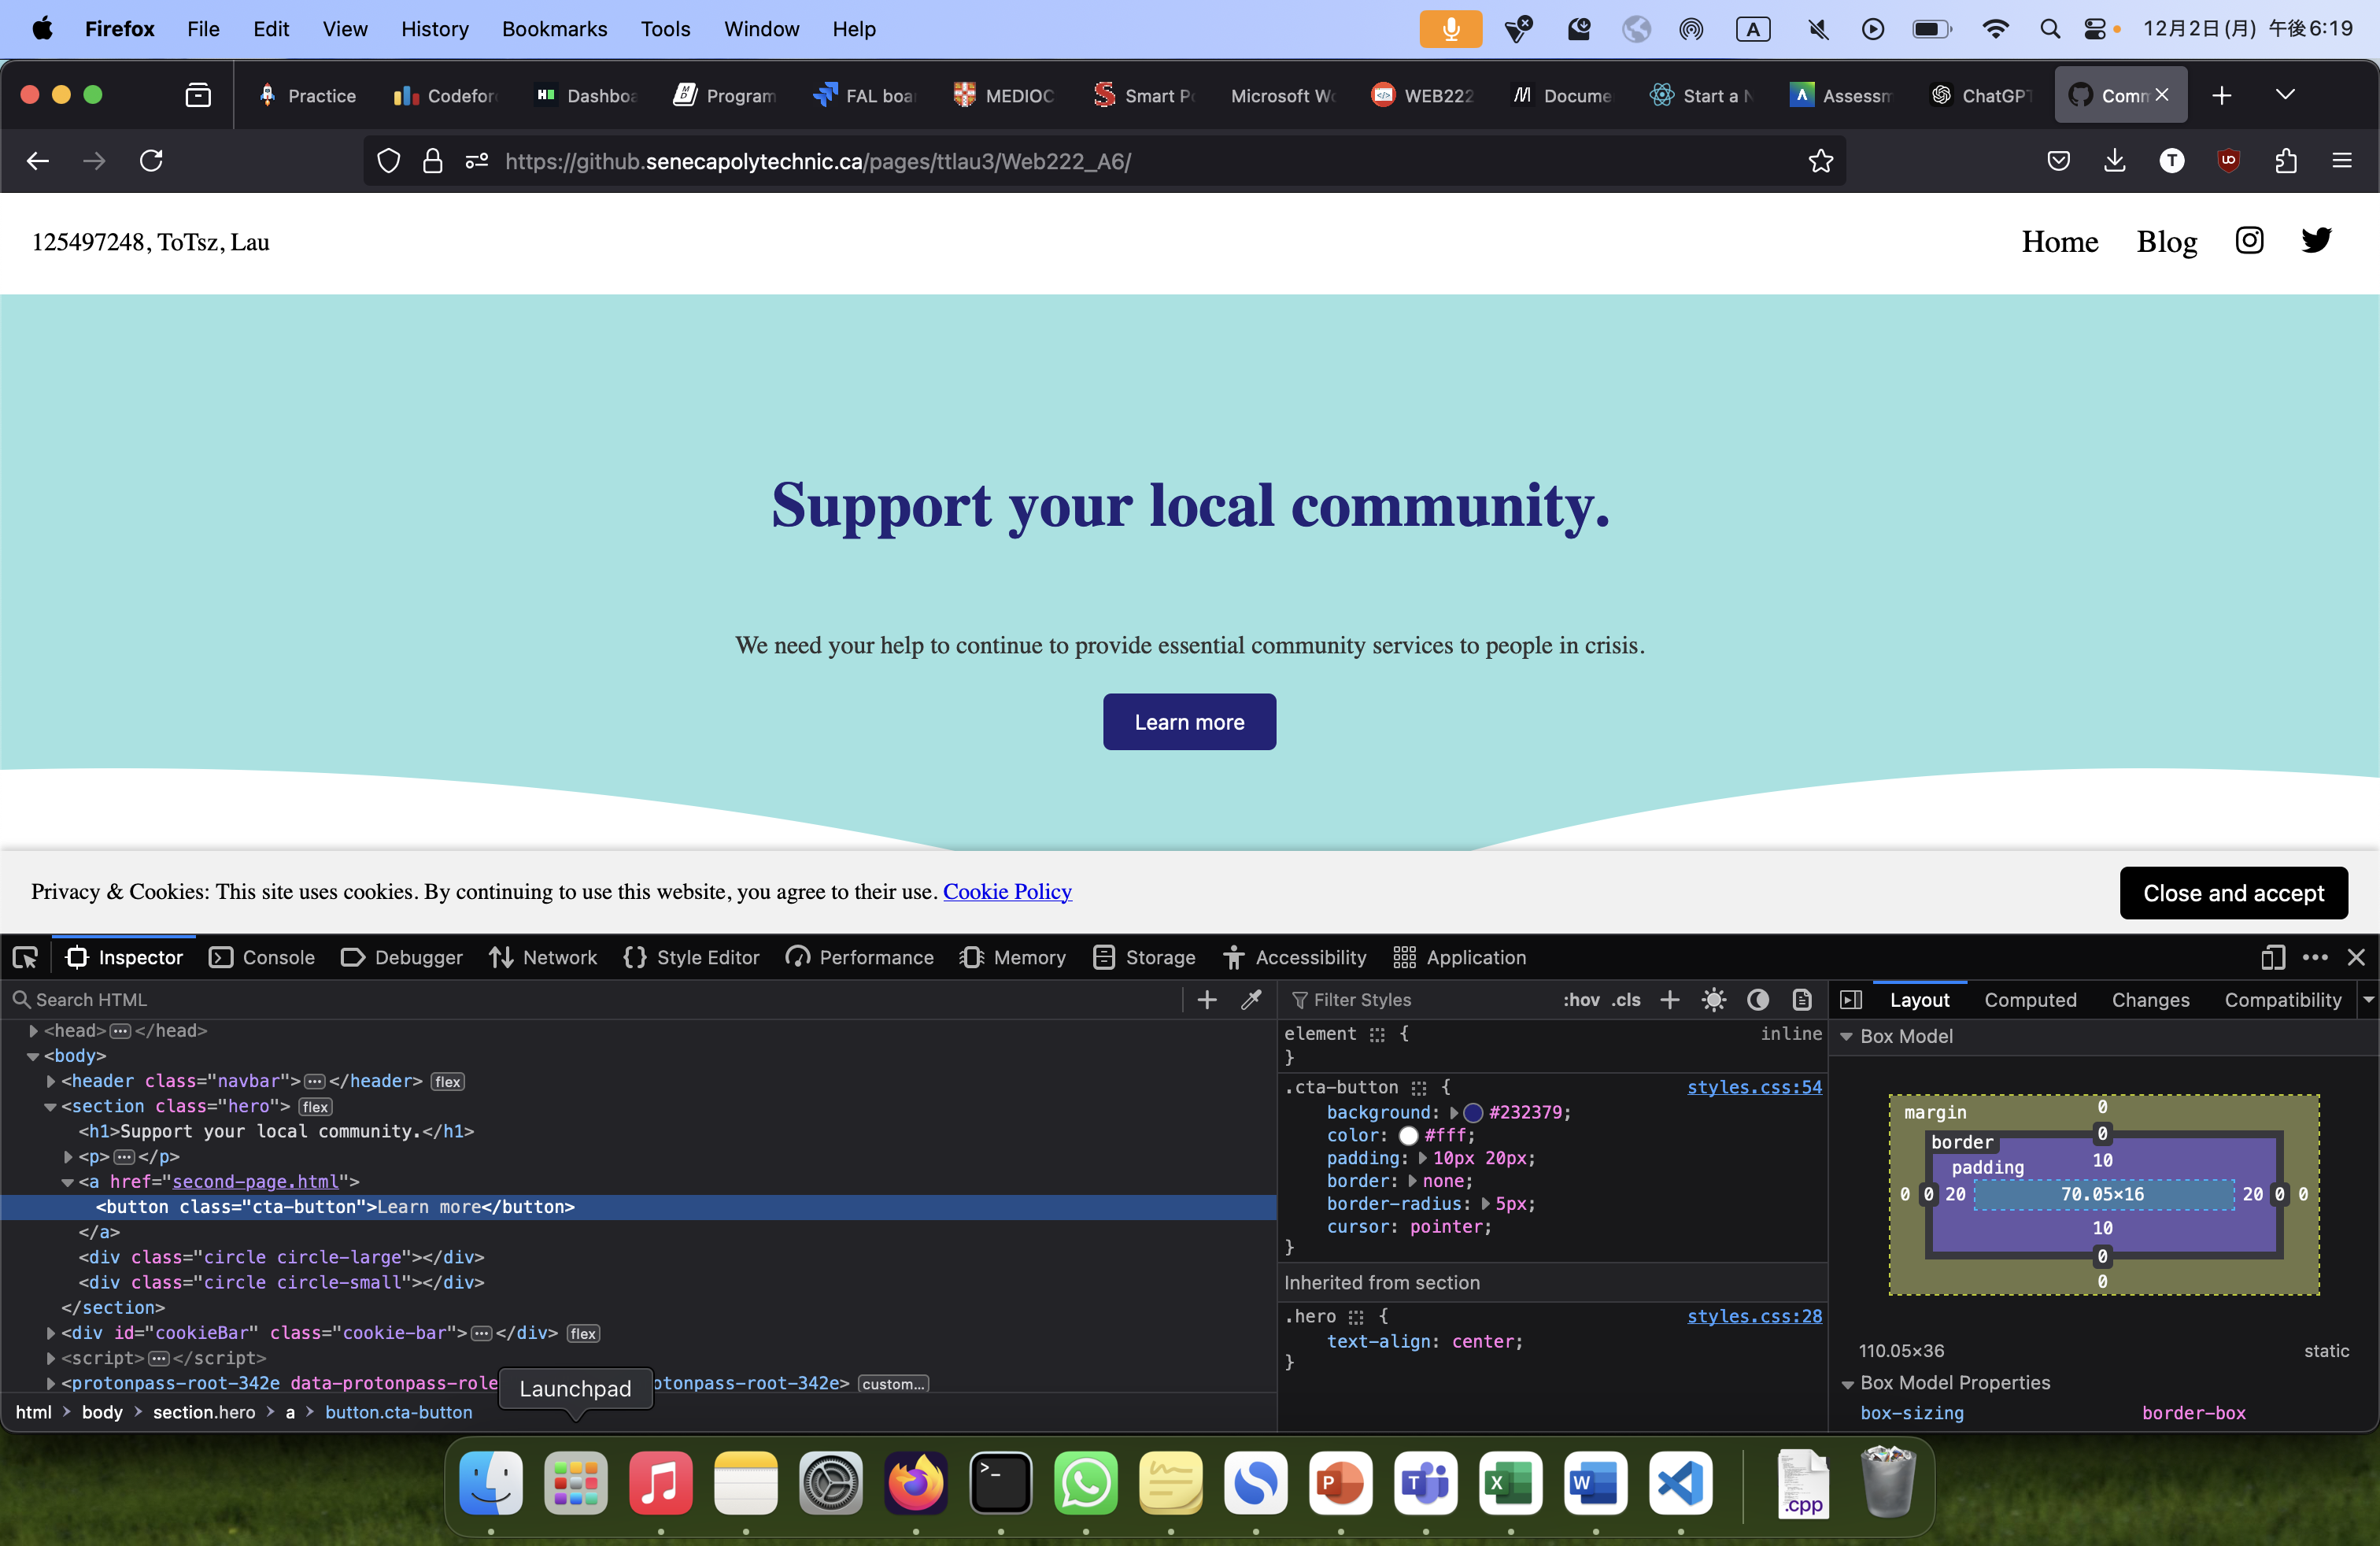 Firefox File Edit View History Bookmarks Tools Window Help A 12月2日(月) 午後6:19
Practice Codefor Dashboa Program FAL boar MEDIOC Smart Po Microsoft Wo WEB222 Docume Start a N Assessm ChatGPT Comm
https://github.senecapolytechnic.ca/pages/ttlau3/Web222_A6/
125497248, ToTsz, Lau
Home Blog
Support your local community.
We need your help to continue to provide essential community services to people in crisis.
Learn more
Privacy & Cookies: This site uses cookies. By continuing to use this website, you agree to their use. Cookie Policy
Close and accept
Inspector Console Debugger Network Style Editor Performance Memory Storage Accessibility Application
Search HTML
<head>…</head>
<body>
<header class="navbar">…</header> flex
<section class="hero"> flex
<h1>Support your local community.</h1>
<p>…</p>
<a href="second-page.html">
<button class="cta-button">Learn more</button>
</a>
<div class="circle circle-large"></div>
<div class="circle circle-small"></div>
</section>
<div id="cookieBar" class="cookie-bar">…</div> flex
<script>…</script>
<protonpass-root-342e data-protonpass-role otonpass-root-342e> custom…
Launchpad
html > body > section.hero > a > button.cta-button
Filter Styles :hov .cls
element { inline
}
.cta-button { styles.css:54
background: #232379;
color: #fff;
padding: 10px 20px;
border: none;
border-radius: 5px;
cursor: pointer;
}
Inherited from section
.hero { styles.css:28
text-align: center;
}
Layout Computed Changes Compatibility
Box Model
margin 0
border 0
padding 10
0 0 20 70.05×16 20 0 0
10
0
0
110.05×36 static
Box Model Properties
box-sizing border-box
.cpp